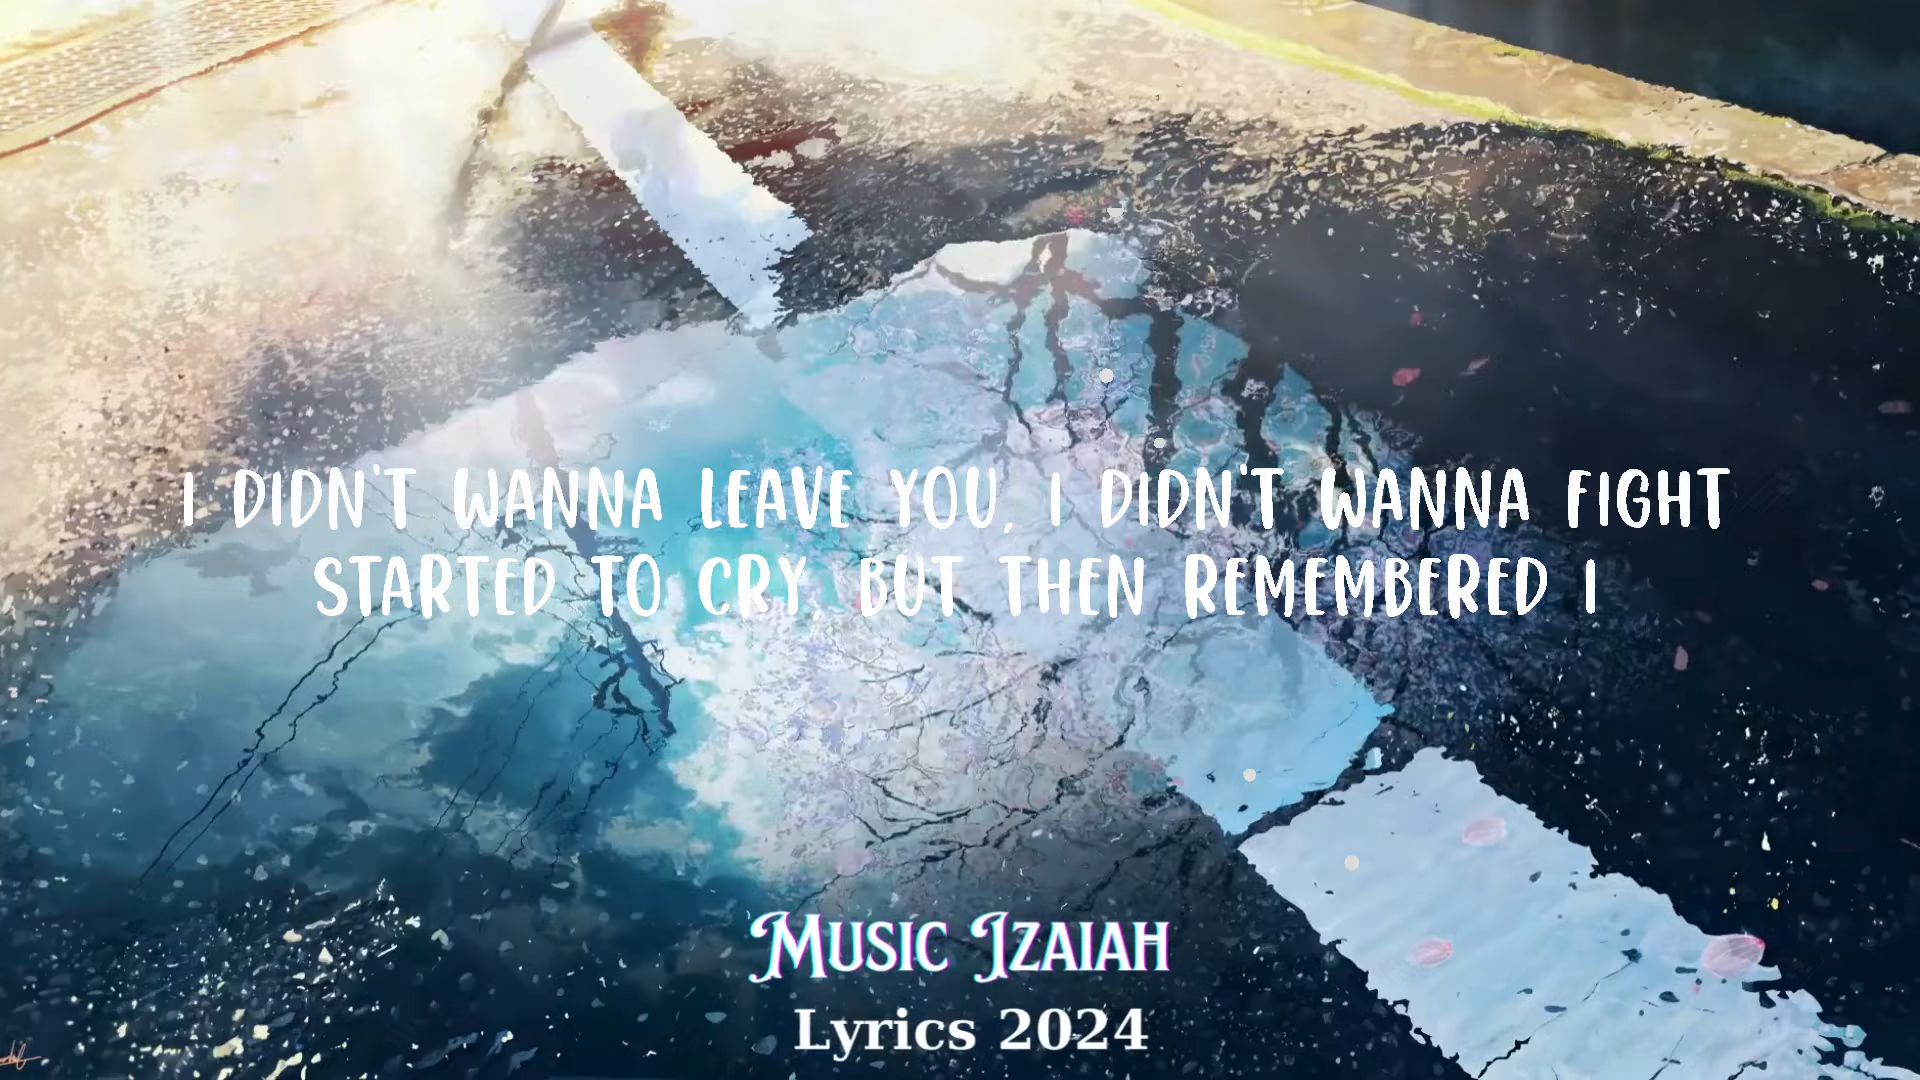 I DIDN'T WANNA LEAVE YOU, I DIDN'T WANNA FIGHT
STARTED TO CRY, BUT THEN REMEMBERED I
MUSIC IZAIAH
Lyrics 2024